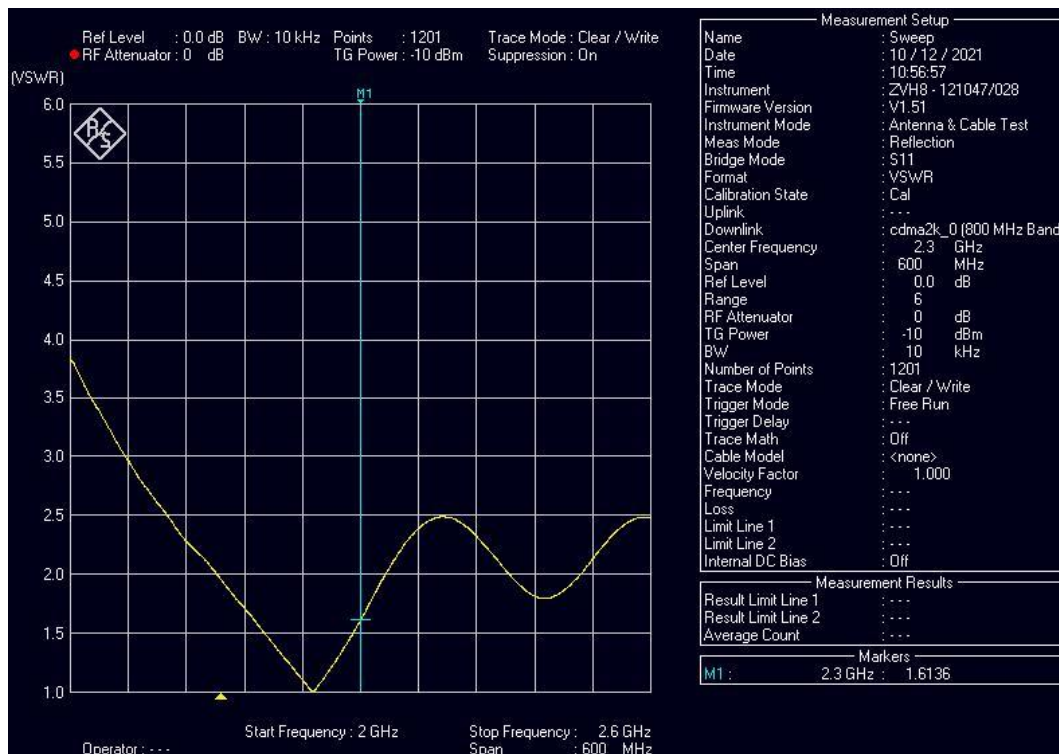 Ref Level : 0.0 dB BW : 10 kHz Points : 1201 Trace Mode : Clear / Write
RF Attenuator : 0 dB TG Power : -10 dBm Suppression : On
(VSWR)
M1
R&S
6.0
5.5
5.0
4.5
4.0
3.5
3.0
2.5
2.0
1.5
1.0
Start Frequency : 2 GHz Stop Frequency : 2.6 GHz
Operator : --- Span : 600 MHz
Measurement Setup
Name : Sweep
Date : 10 / 12 / 2021
Time : 10:56:57
Instrument : ZVH8 - 121047/028
Firmware Version : V1.51
Instrument Mode : Antenna & Cable Test
Meas Mode : Reflection
Bridge Mode : S11
Format : VSWR
Calibration State : Cal
Uplink : ---
Downlink : cdma2k_0 (800 MHz Band
Center Frequency : 2.3 GHz
Span : 600 MHz
Ref Level : 0.0 dB
Range : 6
RF Attenuator : 0 dB
TG Power : -10 dBm
BW : 10 kHz
Number of Points : 1201
Trace Mode : Clear / Write
Trigger Mode : Free Run
Trigger Delay : ---
Trace Math : Off
Cable Model : <none>
Velocity Factor : 1.000
Frequency : ---
Loss : ---
Limit Line 1 : ---
Limit Line 2 : ---
Internal DC Bias : Off
Measurement Results
Result Limit Line 1 : ---
Result Limit Line 2 : ---
Average Count : ---
Markers
M1 : 2.3 GHz : 1.6136